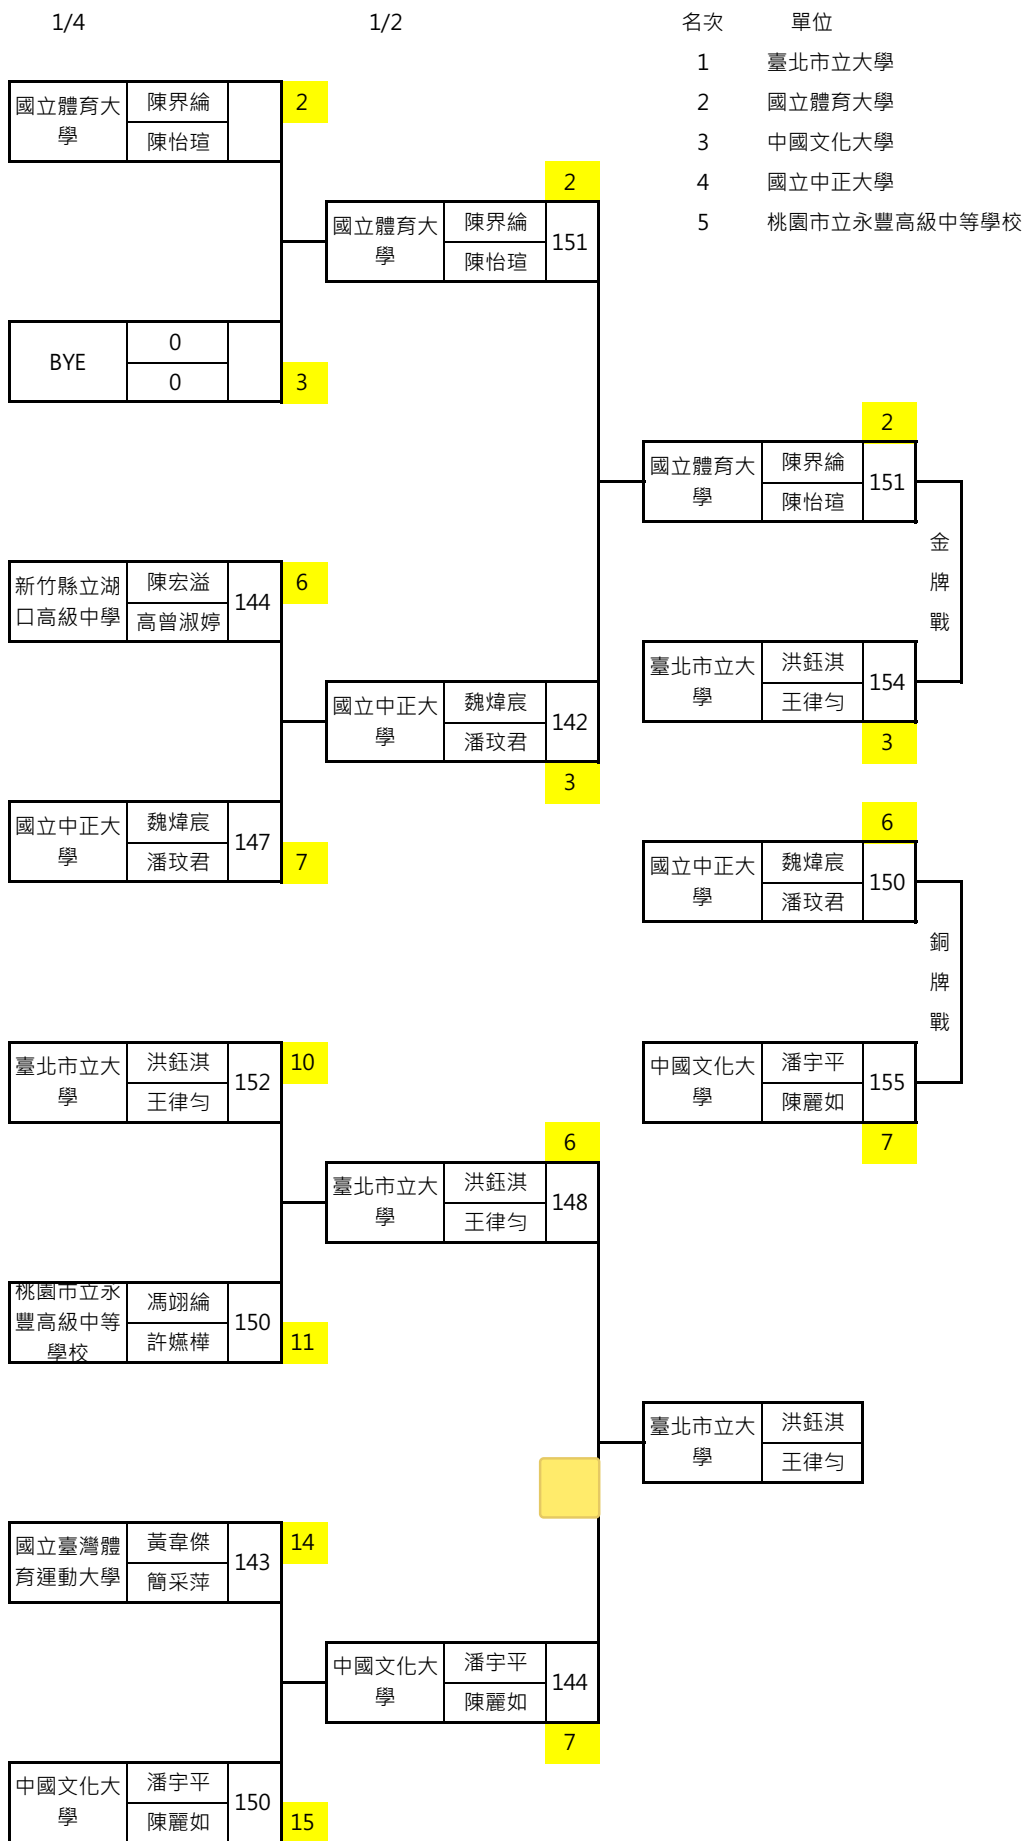 1/4
1/2
名次 單位
1 臺北市立大學
2 國立體育大學
3 中國文化大學
4 國立中正大學
5 桃園市立永豐高級中等學校
國立體育大
學
陳界綸
陳怡瑄
2
BYE
0
0
3
新竹縣立湖
口高級中學
陳宏溢
高曾淑婷
144
6
國立中正大
學
魏煒宸
潘玟君
147
7
臺北市立大
學
洪鈺淇
王律勻
152
10
桃園市立永
豐高級中等
學校
馮翊綸
許嬿樺
150
11
國立臺灣體
育運動大學
黃韋傑
簡采萍
143
14
中國文化大
學
潘宇平
陳麗如
150
15
2
國立體育大
學
陳界綸
陳怡瑄
151
國立中正大
學
魏煒宸
潘玟君
142
3
6
臺北市立大
學
洪鈺淇
王律勻
148
中國文化大
學
潘宇平
陳麗如
144
7
2
國立體育大
學
陳界綸
陳怡瑄
151
金
牌
戰
臺北市立大
學
洪鈺淇
王律勻
154
3
6
國立中正大
學
魏煒宸
潘玟君
150
銅
牌
戰
中國文化大
學
潘宇平
陳麗如
155
7
臺北市立大
學
洪鈺淇
王律勻